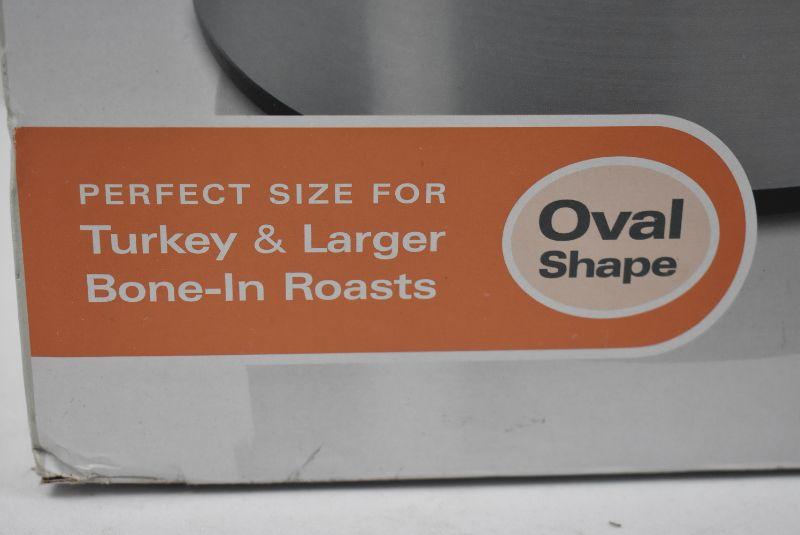 PERFECT SIZE FOR
Turkey & Larger
Bone-In Roasts
Oval
Shape